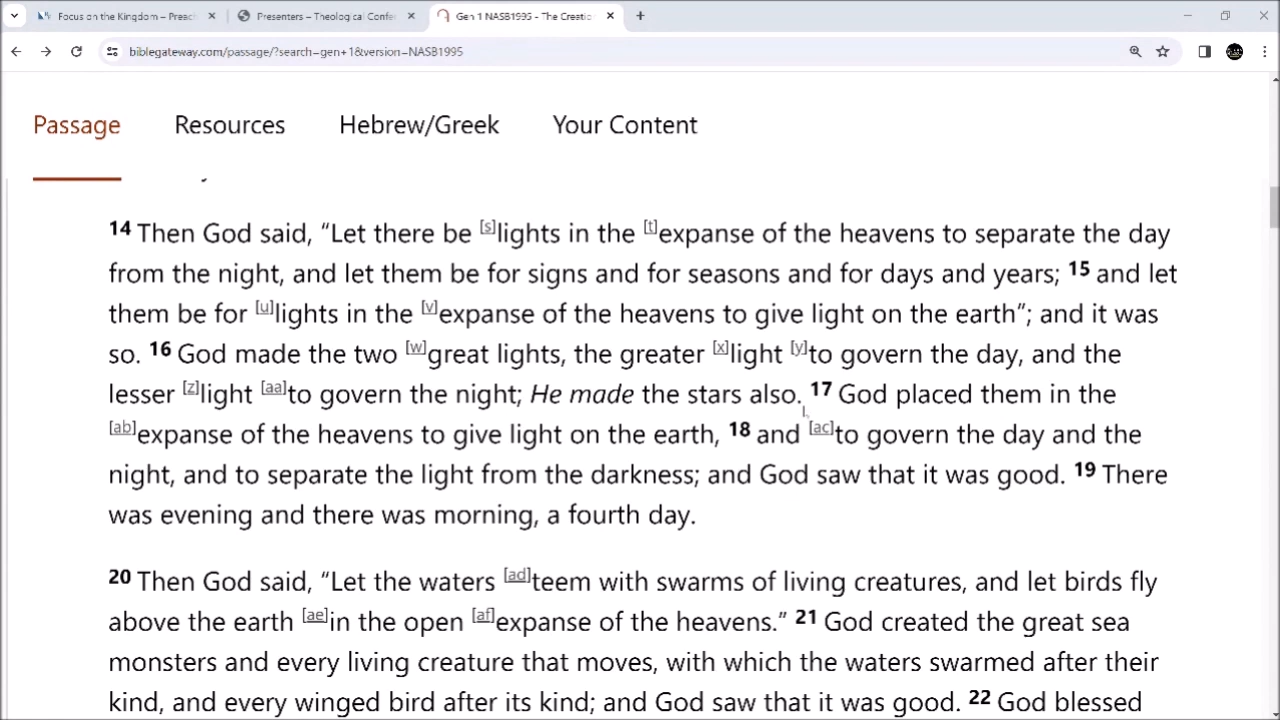 Focus on the Kingdom – Preach
Presenters – Theological Confe
Gen 1 NASB1995 - The Creatio
biblegateway.com/passage/?search=gen+1&version=NASB1995
Passage Resources Hebrew/Greek Your Content
14 Then God said, “Let there be [s]lights in the [t]expanse of the heavens to separate the day
from the night, and let them be for signs and for seasons and for days and years; 15 and let
them be for [u]lights in the [v]expanse of the heavens to give light on the earth”; and it was
so. 16 God made the two [w]great lights, the greater [x]light [y]to govern the day, and the
lesser [z]light [aa]to govern the night; He made the stars also. 17 God placed them in the
[ab]expanse of the heavens to give light on the earth, 18 and [ac]to govern the day and the
night, and to separate the light from the darkness; and God saw that it was good. 19 There
was evening and there was morning, a fourth day.
20 Then God said, “Let the waters [ad]teem with swarms of living creatures, and let birds fly
above the earth [ae]in the open [af]expanse of the heavens.” 21 God created the great sea
monsters and every living creature that moves, with which the waters swarmed after their
kind, and every winged bird after its kind; and God saw that it was good. 22 God blessed